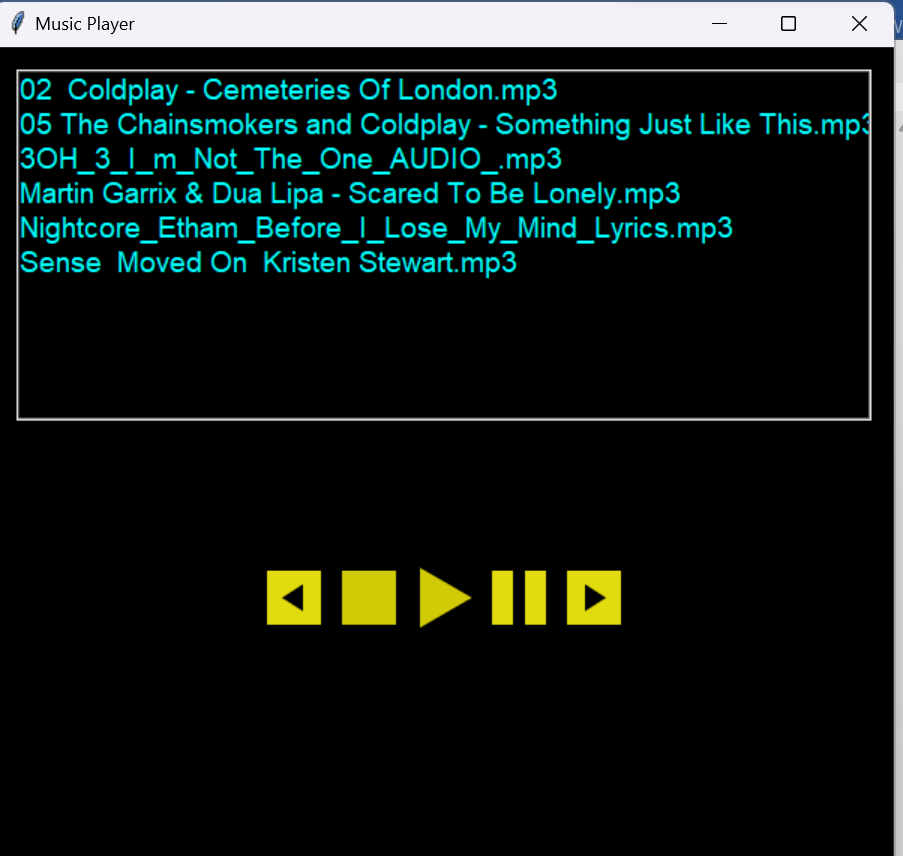 Music Player
02  Coldplay - Cemeteries Of London.mp3
05 The Chainsmokers and Coldplay - Something Just Like This.mp3
3OH_3_I_m_Not_The_One_AUDIO_.mp3
Martin Garrix & Dua Lipa - Scared To Be Lonely.mp3
Nightcore_Etham_Before_I_Lose_My_Mind_Lyrics.mp3
Sense  Moved On  Kristen Stewart.mp3